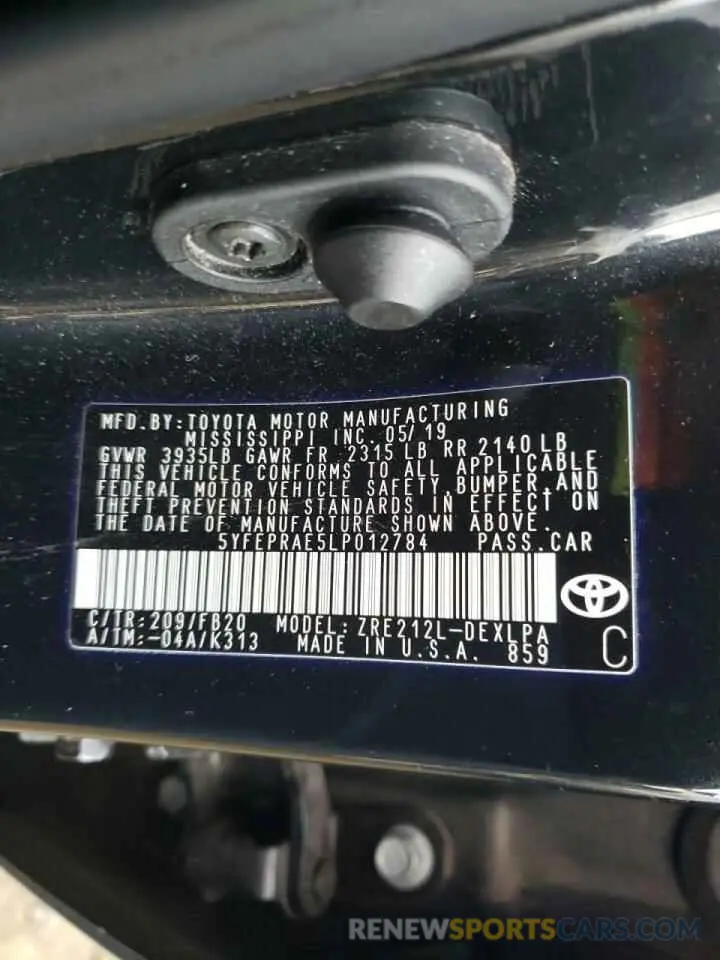 MFD.BY:TOYOTA MOTOR MANUFACTURING
MISSISSIPPI INC. 05/19
GVWR 3935LB GAWR FR 2315 LB RR 2140 LB
THIS VEHICLE CONFORMS TO ALL APPLICABLE
FEDERAL MOTOR VEHICLE SAFETY, BUMPER, AND
THEFT PREVENTION STANDARDS IN EFFECT ON
THE DATE OF MANUFACTURE SHOWN ABOVE.
5YFEPRAE5LP012784 PASS.CAR
C/TR:209/FB20 MODEL:ZRE212L-DEXLPA
A/TM:-04A/K313 MADE IN U.S.A. 859 C
RENEWSPORTSCARS.COM